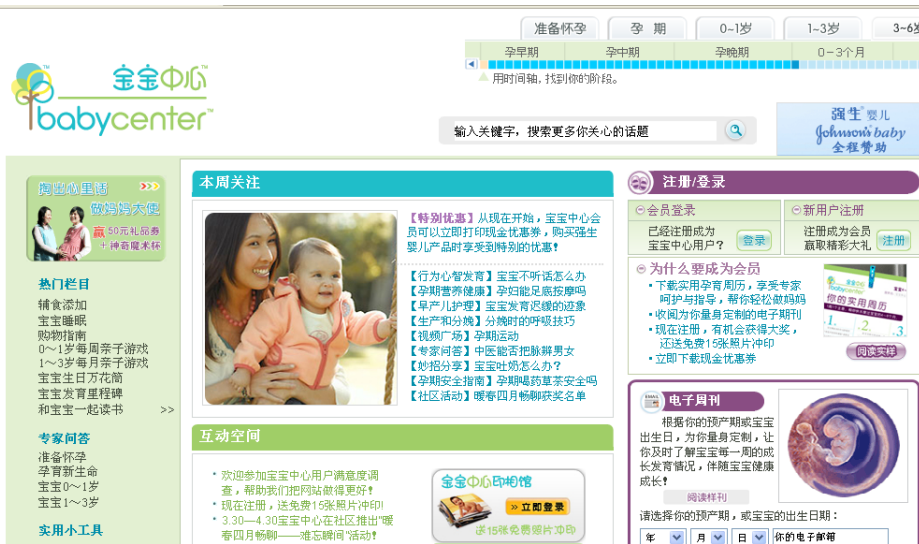 准备怀孕
孕 期
0~1岁
1~3岁
孕早期
孕中期
孕晚期
0-3个月
用时间轴,找到你的阶段。
宝宝中心
babycenter
输入关键字，搜索更多你关心的话题
强生 婴儿
Johnson's baby
全程赞助
掏出心里话
做妈妈大使
赢50元礼品券
+神奇魔术杯
热门栏目
辅食添加
宝宝睡眠
购物指南
0~1岁每周亲子游戏
1~3岁每月亲子游戏
宝宝生日万花筒
宝宝发育里程碑
和宝宝一起读书 >>
专家问答
准备怀孕
孕育新生命
宝宝0~1岁
宝宝1~3岁
实用小工具
本周关注
【特别优惠】从现在开始，宝宝中心会
员可以立即打印现金优惠券，购买强生
婴儿产品时享受到特别的优惠！
【行为心智发育】宝宝不听话怎么办
【孕期营养健康】孕妇能足底按摩吗
【早产儿护理】宝宝发育迟缓的迹象
【生产和分娩】分娩时的呼吸技巧
【视频广场】孕期运动
【专家问答】中医能否把脉辨男女
【妙招分享】宝宝吐奶怎么办？
【孕期安全指南】孕期喝药草茶安全吗
【社区活动】暖春四月畅聊获奖名单
互动空间
欢迎参加宝宝中心用户满意度调
查，帮助我们把网站做得更好！
现在注册，送免费15张照片冲印!
3.30—4.30宝宝中心在社区推出"暖
春四月畅聊——难忘瞬间"活动！
宝宝中心印相馆
» 立即登录
送15张免费照片冲印
注册/登录
会员登录
已经注册成为
宝宝中心用户？
登录
新用户注册
注册成为会员
赢取精彩大礼
注册
为什么要成为会员
下载实用孕育周历，享受专家
呵护与指导，帮你轻松做妈妈
收阅为你量身定制的电子期刊
现在注册，有机会获得大奖，
还送免费15张照片冲印
立即下载现金优惠券
你的实用周历
1.
2.
3.
阅读实样
电子周刊
根据你的预产期或宝宝
出生日，为你量身定制，让
你及时了解宝宝每一周的成
长发育情况，伴随宝宝健康
成长！
阅读样刊
请选择你的预产期，或宝宝的出生日期：
年
月
日
你的电子邮箱